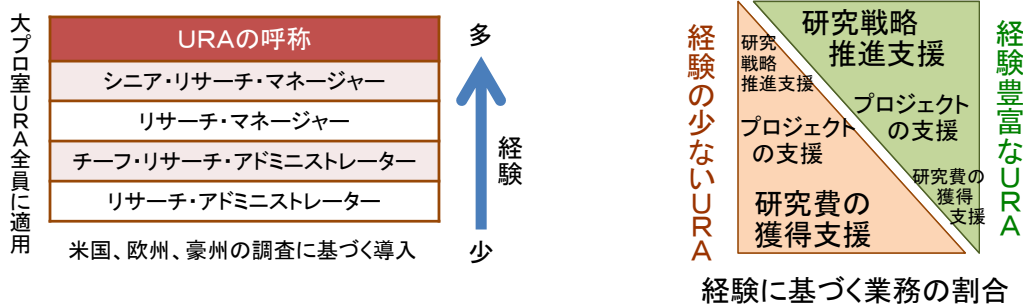 大プロ室URA全員に適用
URAの呼称
シニア・リサーチ・マネージャー
リサーチ・マネージャー
チーフ・リサーチ・アドミニストレーター
リサーチ・アドミニストレーター
米国、欧州、豪州の調査に基づく導入
多
経験
少
経験の少ないURA
研究
戦略
推進支援
プロジェクト
の支援
研究費の
獲得支援
研究戦略
推進支援
プロジェクト
の支援
研究費の
獲得
支援
経験豊富なURA
経験に基づく業務の割合